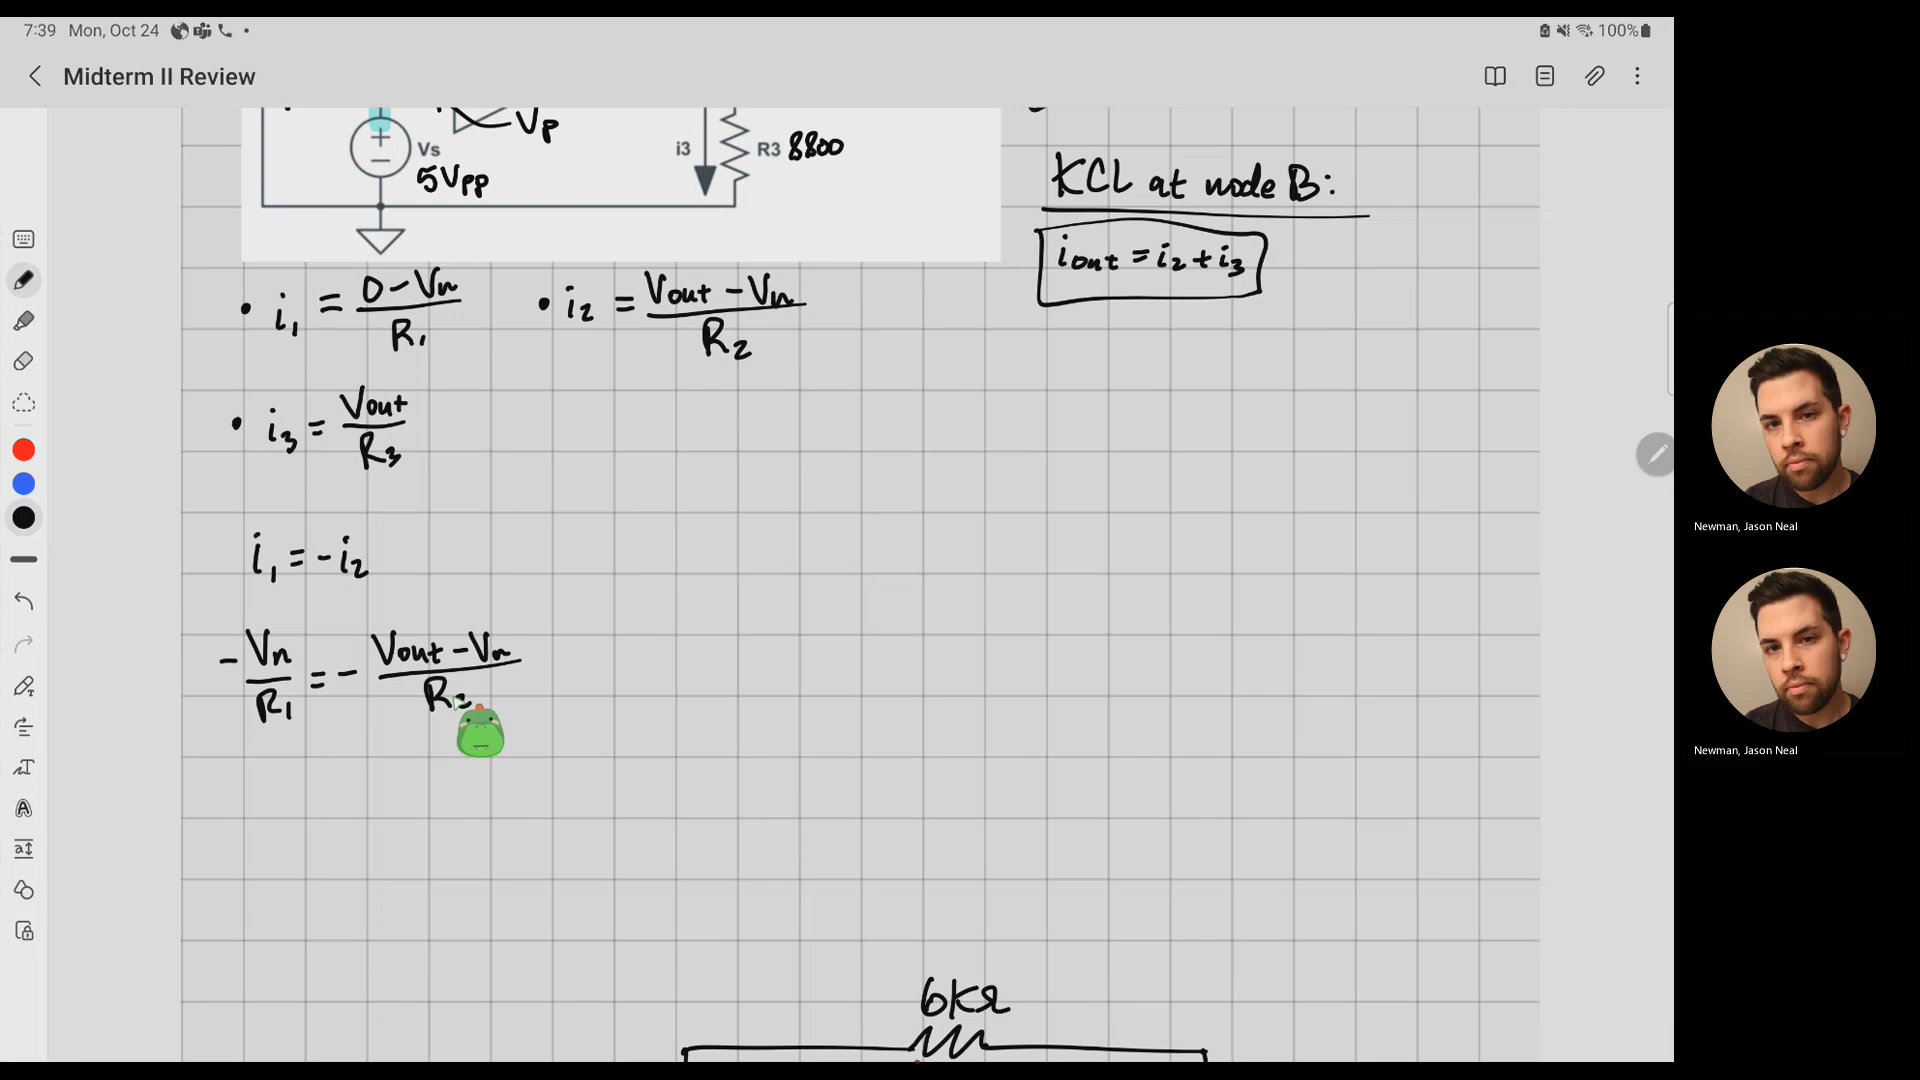 7:39 Mon, Oct 24
100%
Midterm II Review
Vp
Vs
5Vpp
i3
R3 8800
KCL at node B:
iout = i2 + i3
• i1 = (0 - Vn) / R1
• i2 = (Vout - Vn) / R2
• i3 = Vout / R3
i1 = -i2
-Vn / R1 = - (Vout - Vn) / R2
6KΩ
Newman, Jason Neal
Newman, Jason Neal